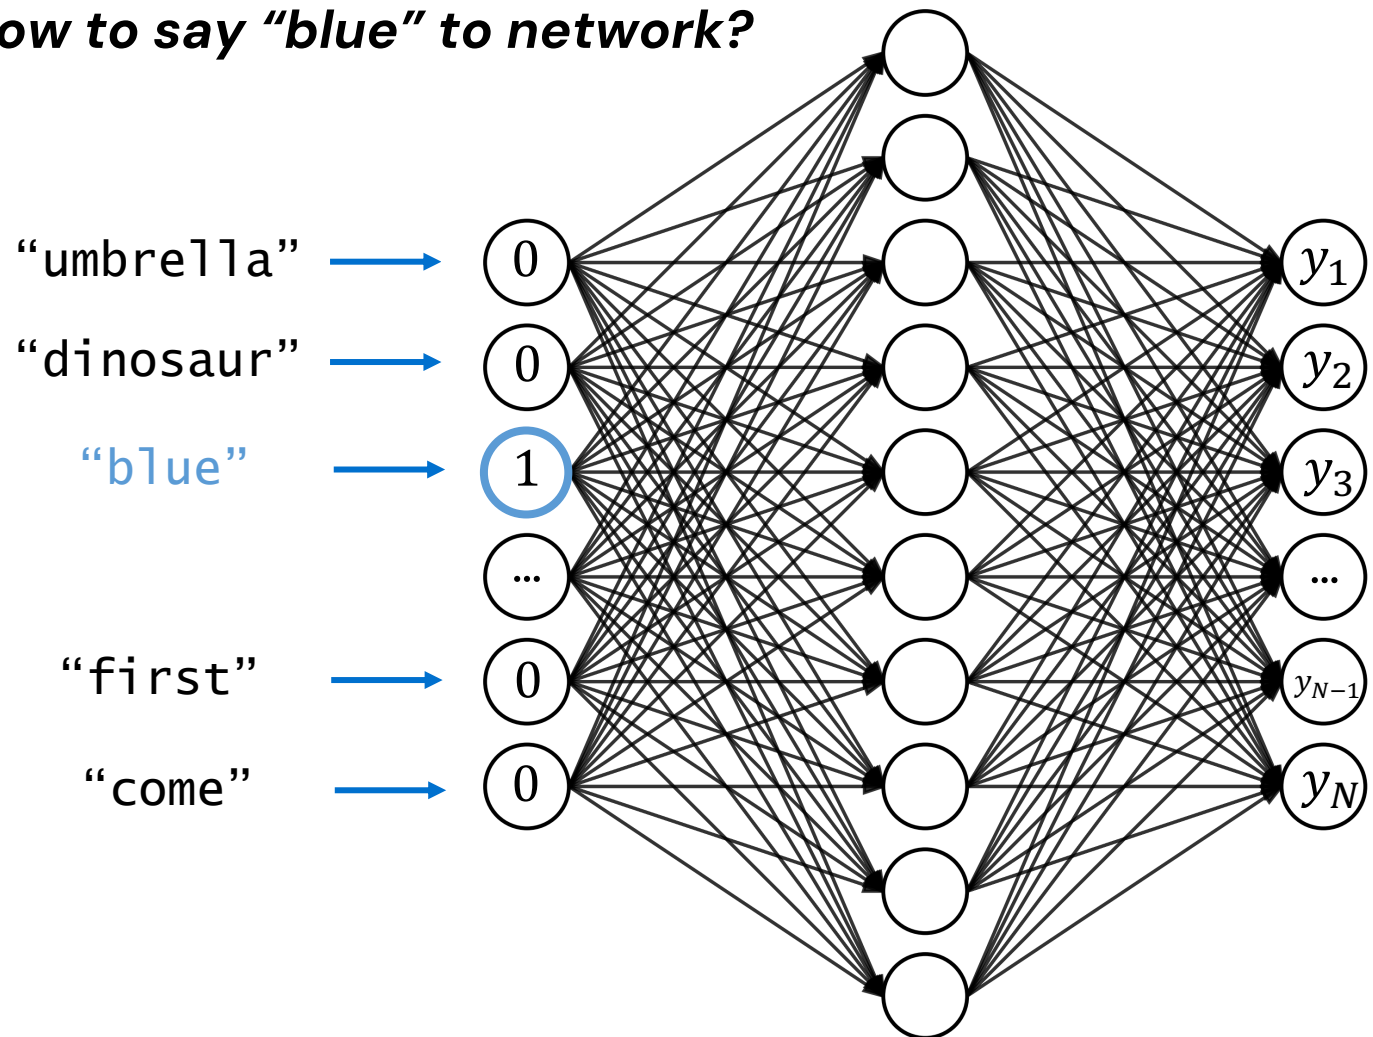 ow to say “blue” to network?
“umbrella” 0 y₁
“dinosaur” 0 y₂
“blue” 1 y₃
... ...
“first” 0 yN−1
“come” 0 yN